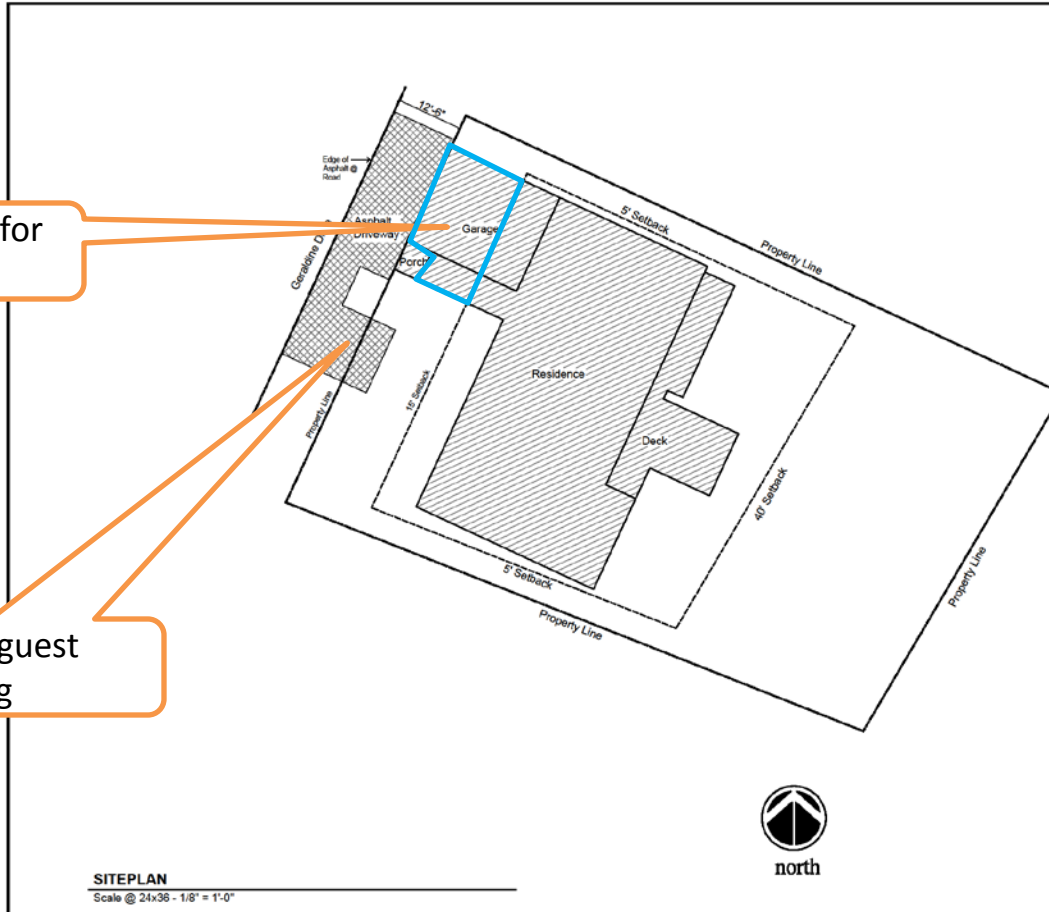 12'-6"
Edge of
Asphalt @
Road
for
Asphalt
Driveway
Garage
5' Setback
Property Line
Porch
Geraldine D
Residence
15' Setback
Property Line
Deck
40' Setback
5' Setback
Property Line
Property Line
guest
g
north
SITEPLAN
Scale @ 24x36 - 1/8" = 1'-0"